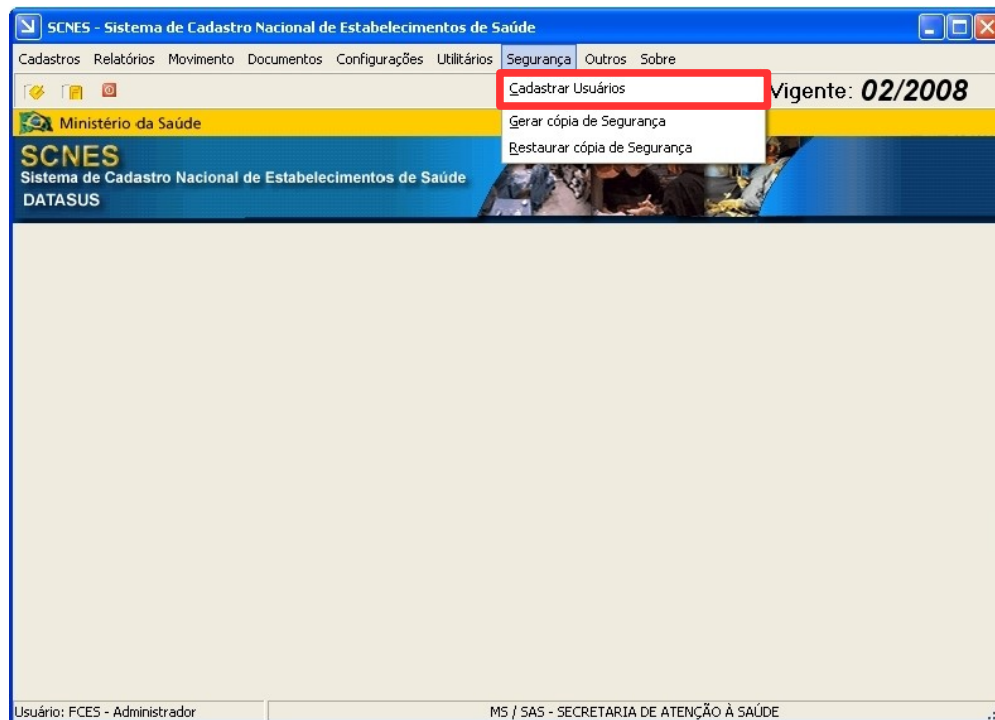 SCNES - Sistema de Cadastro Nacional de Estabelecimentos de Saúde
Cadastros Relatórios Movimento Documentos Configurações Utilitários Segurança Outros Sobre
Cadastrar Usuários
Vigente: 02/2008
Gerar cópia de Segurança
Restaurar cópia de Segurança
Ministério da Saúde
SCNES
Sistema de Cadastro Nacional de Estabelecimentos de Saúde
DATASUS
Usuário: FCES - Administrador
MS / SAS - SECRETARIA DE ATENÇÃO À SAÚDE